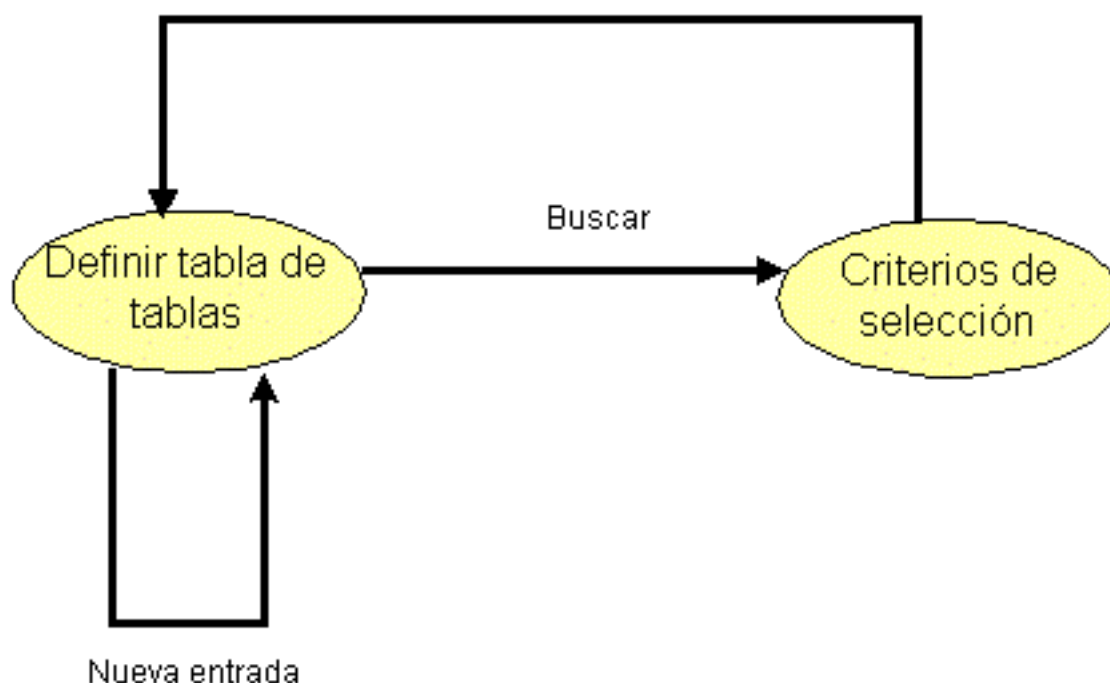 Buscar
Definir tabla de
tablas
Criterios de
selección
Nueva entrada